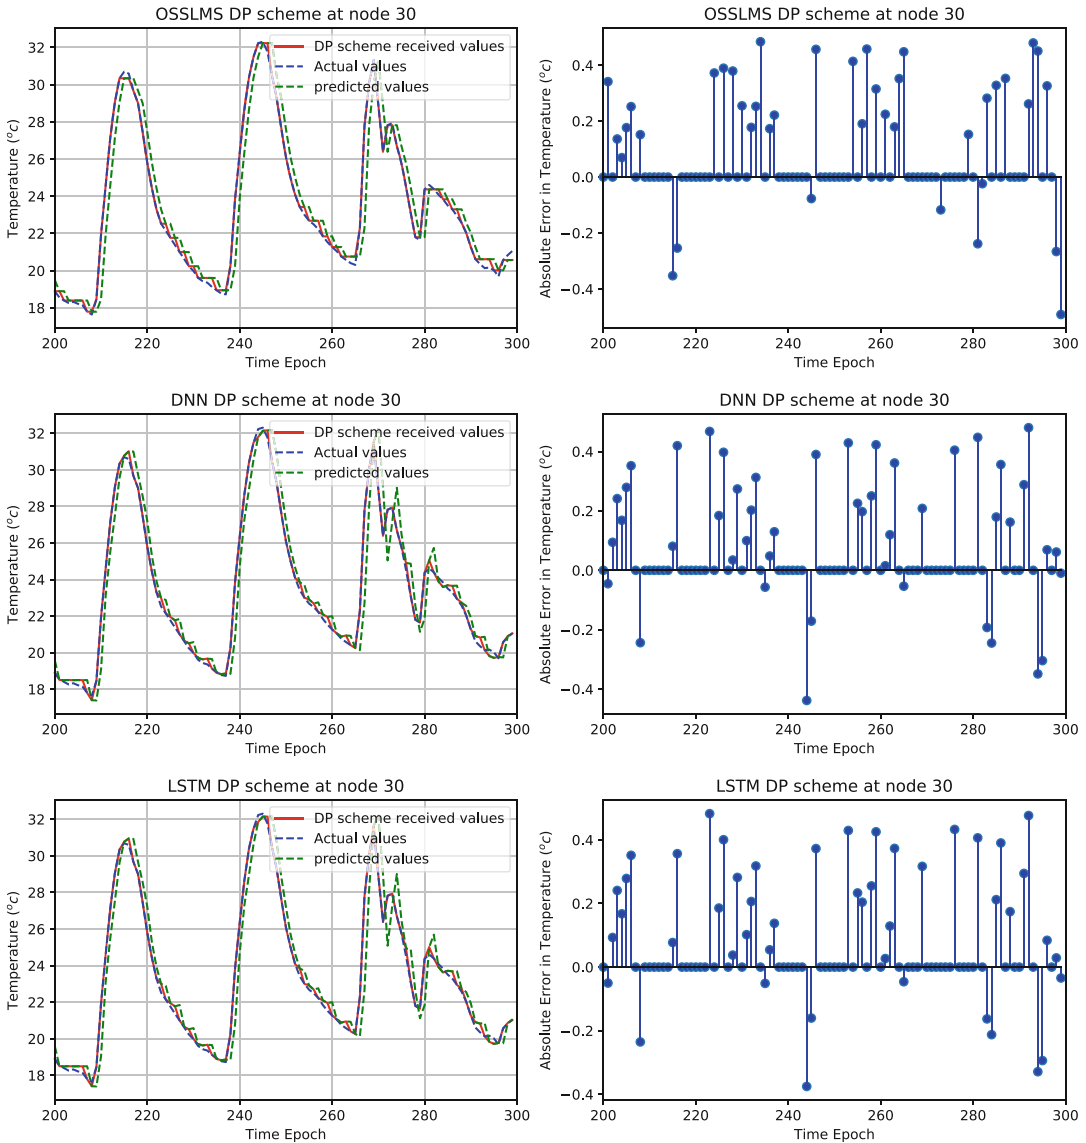 OSSLMS DP scheme at node 30
Temperature (°c)
32
30
28
26
24
22
20
18
DP scheme received values
Actual values
predicted values
200
220
240
260
280
300
Time Epoch
OSSLMS DP scheme at node 30
Absolute Error in Temperature (°c)
0.4
0.2
0.0
−0.2
−0.4
200
220
240
260
280
300
Time Epoch
DNN DP scheme at node 30
Temperature (°c)
32
30
28
26
24
22
20
18
DP scheme received values
Actual values
predicted values
200
220
240
260
280
300
Time Epoch
DNN DP scheme at node 30
Absolute Error in Temperature (°c)
0.4
0.2
0.0
−0.2
−0.4
200
220
240
260
280
300
Time Epoch
LSTM DP scheme at node 30
Temperature (°c)
32
30
28
26
24
22
20
18
DP scheme received values
Actual values
predicted values
200
220
240
260
280
300
Time Epoch
LSTM DP scheme at node 30
Absolute Error in Temperature (°c)
0.4
0.2
0.0
−0.2
−0.4
200
220
240
260
280
300
Time Epoch